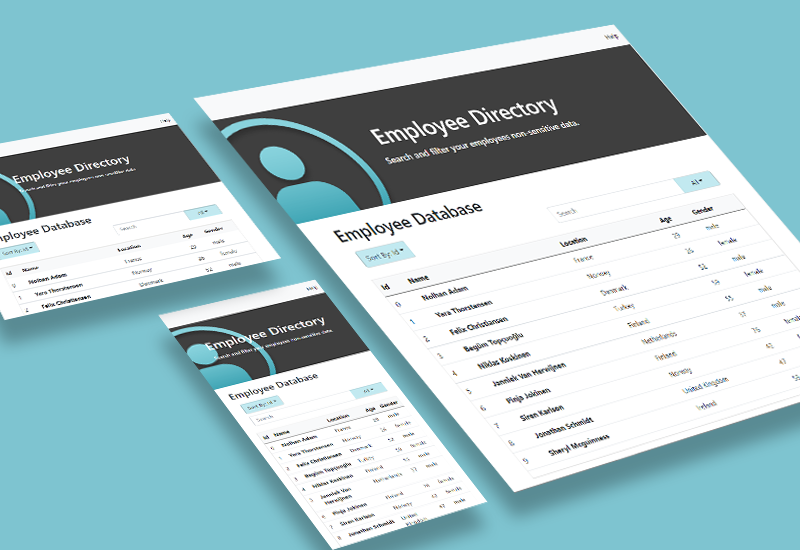 Help
Employee Directory
Search and filter your employees non-sensitive data.
Employee Database
Sort By: id
Search
All
Id Name Location Age Gender
0 Nolhan Adam France 29 male
1 Yara Thorstensen Norway 26 female
2 Felix Christiansen Denmark 52 male
Help
Employee Directory
Search and filter your employees non-sensitive data.
Employee Database
Sort By: id
Search
All
Id Name Location Age Gender
0 Nolhan Adam France 29 male
1 Yara Thorstensen Norway 26 female
2 Felix Christiansen Denmark 52 male
3 Begüm Topçuoğlu Turkey 59 female
4 Niklas Koskinen Finland 55 male
5 Janniek Van Herwijnen Netherlands male
6 Pinja Jokinen Finland female
7 Siren Karlsen Norway 42
8 Jonathan Schmidt United Kingdom 47
9 Sheryl Mcguinness Ireland
Help
Employee Directory
Search and filter your employees non-sensitive data.
Employee Database
Sort By: id
All
Search
Id Name Location Age Gender
0 Nolhan Adam France 29 male
1 Yara Thorstensen Norway 26 female
2 Felix Christiansen Denmark 52 male
3 Begüm Topçuoğlu Turkey 59 female
4 Niklas Koskinen Finland 55 male
5 Janniek Van Netherlands male
Herwijnen
6 Pinja Jokinen Finland female
7 Siren Karlsen Norway 42 female
8 Jonathan Schmidt United 47 male
Kingdom